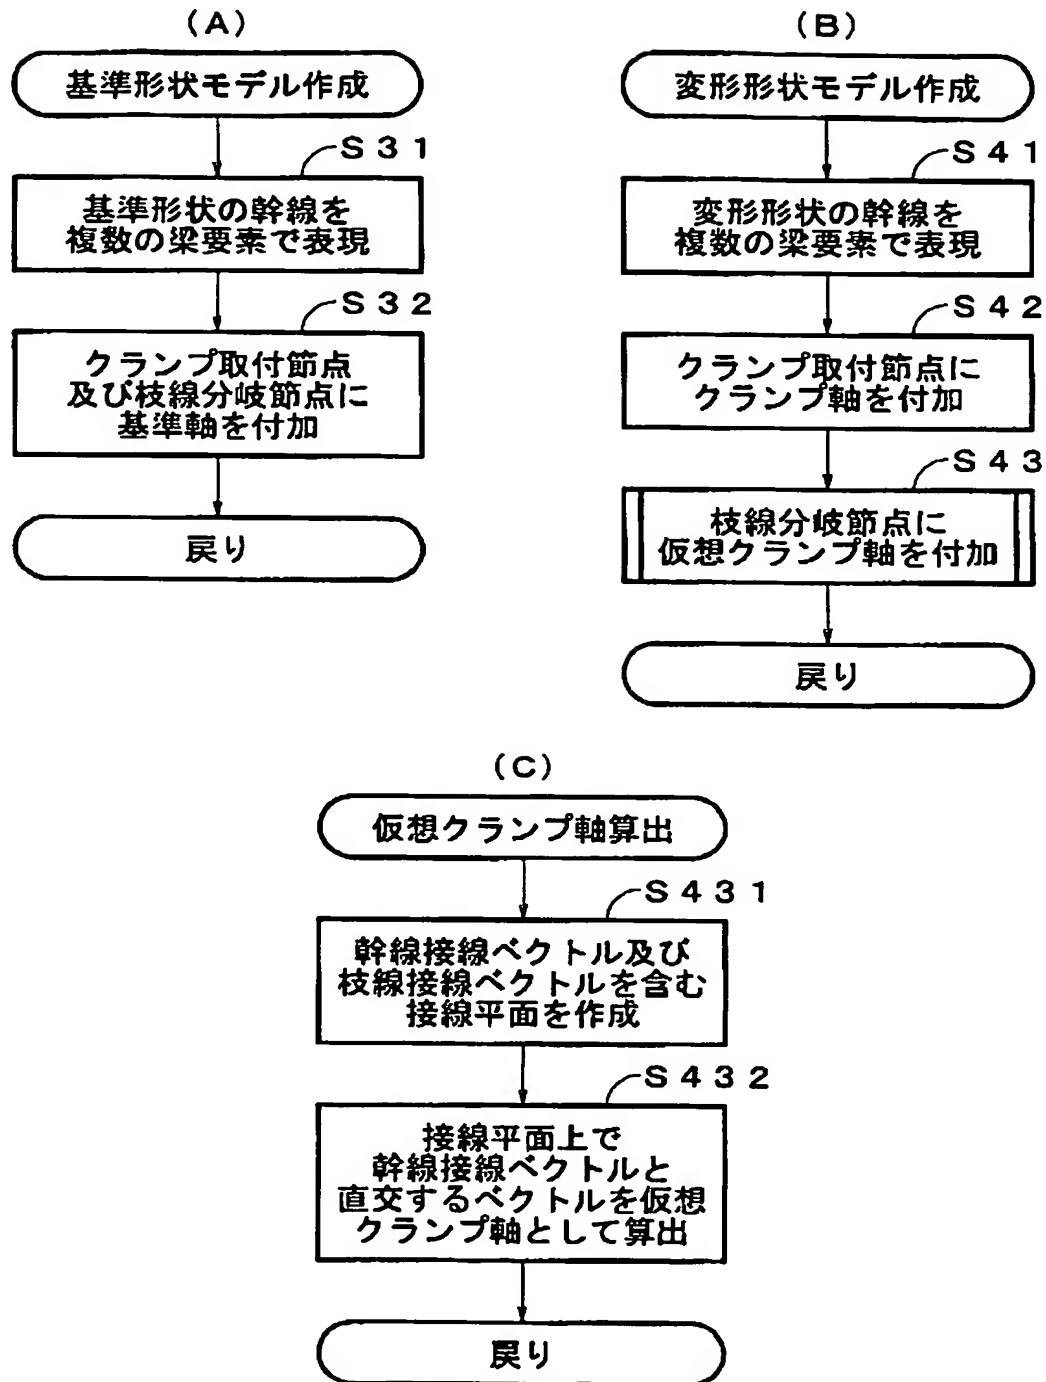 (A)
基準形状モデル作成
S31
基準形状の幹線を
複数の梁要素で表現
S32
クランプ取付節点
及び枝線分岐節点に
基準軸を付加
戻り
(B)
変形形状モデル作成
S41
変形形状の幹線を
複数の梁要素で表現
S42
クランプ取付節点に
クランプ軸を付加
S43
枝線分岐節点に
仮想クランプ軸を付加
戻り
(C)
仮想クランプ軸算出
S431
幹線接線ベクトル及び
枝線接線ベクトルを含む
接線平面を作成
S432
接線平面上で
幹線接線ベクトルと
直交するベクトルを仮想
クランプ軸として算出
戻り